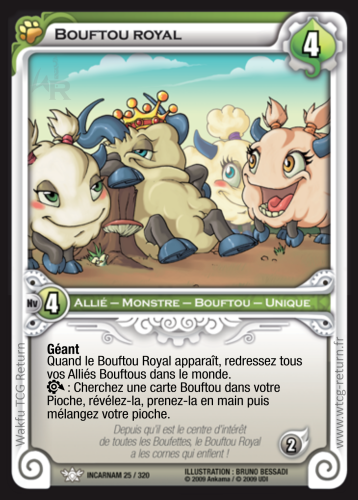 BOUFTOU ROYAL
4
Nv 4
ALLIÉ – MONSTRE – BOUFTOU – UNIQUE
Géant
Quand le Bouftou Royal apparaît, redressez tous
vos Alliés Bouftous dans le monde.
: Cherchez une carte Bouftou dans votre
Pioche, révélez-la, prenez-la en main puis
mélangez votre pioche.
Depuis qu'il est le centre d'intérêt
de toutes les Boufettes, le Bouftou Royal
a les cornes qui enflent !
2
INCARNAM 25 / 320
ILLUSTRATION : BRUNO BESSADI
© 2009 Ankama / © 2009 UDI
Wakfu TCG Return
www.wtcg-return.fr